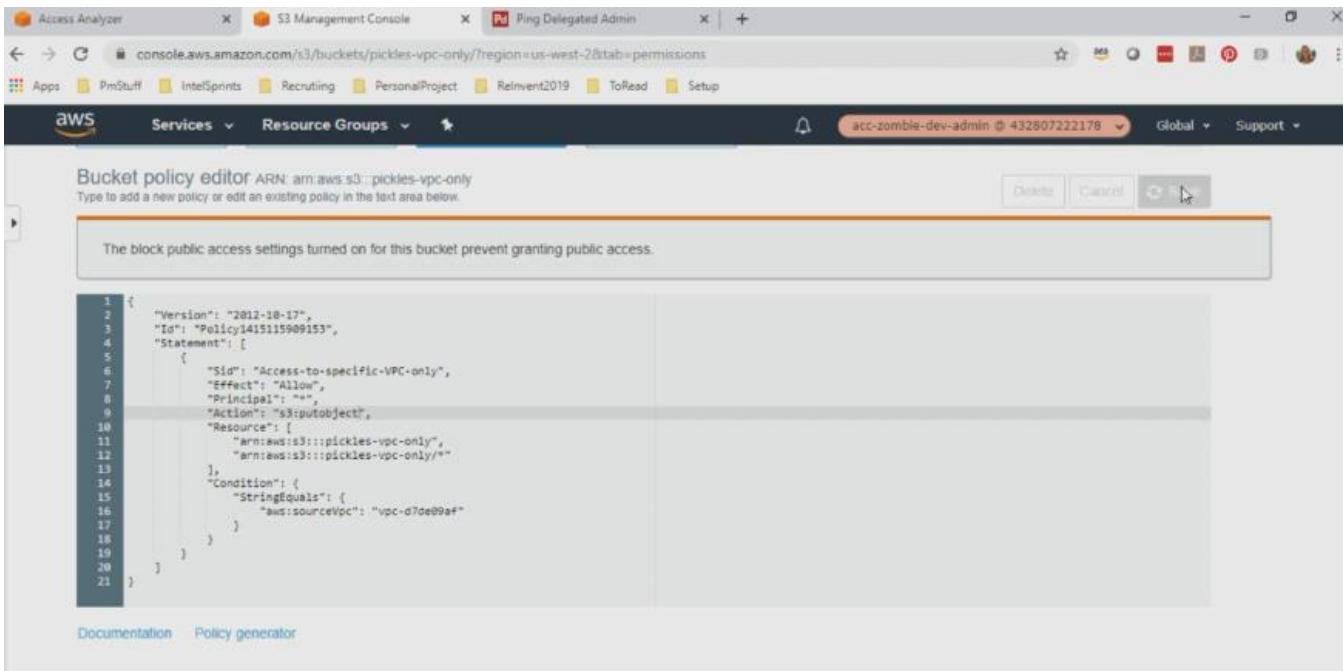 Access Analyzer
S3 Management Console
Pd Ping Delegated Admin
console.aws.amazon.com/s3/buckets/pickles-vpc-only/?region=us-west-2&tab=permissions
Apps PmStuff IntelSprints Recrutiing PersonalProject ReInvent2019 ToRead Setup
aws Services Resource Groups acc-zombie-dev-admin @ 432807222178 Global Support
Bucket policy editor ARN: arn:aws:s3:::pickles-vpc-only
Type to add a new policy or edit an existing policy in the text area below.
Delete Cancel
The block public access settings turned on for this bucket prevent granting public access.
1 {
2 "Version": "2012-10-17",
3 "Id": "Policy1415115909153",
4 "Statement": [
5 {
6 "Sid": "Access-to-specific-VPC-only",
7 "Effect": "Allow",
8 "Principal": "*",
9 "Action": "s3:putobject",
10 "Resource": [
11 "arn:aws:s3:::pickles-vpc-only",
12 "arn:aws:s3:::pickles-vpc-only/*"
13 ],
14 "Condition": {
15 "StringEquals": {
16 "aws:sourceVpc": "vpc-d7de09af"
17 }
18 }
19 }
20 ]
21 }
Documentation Policy generator